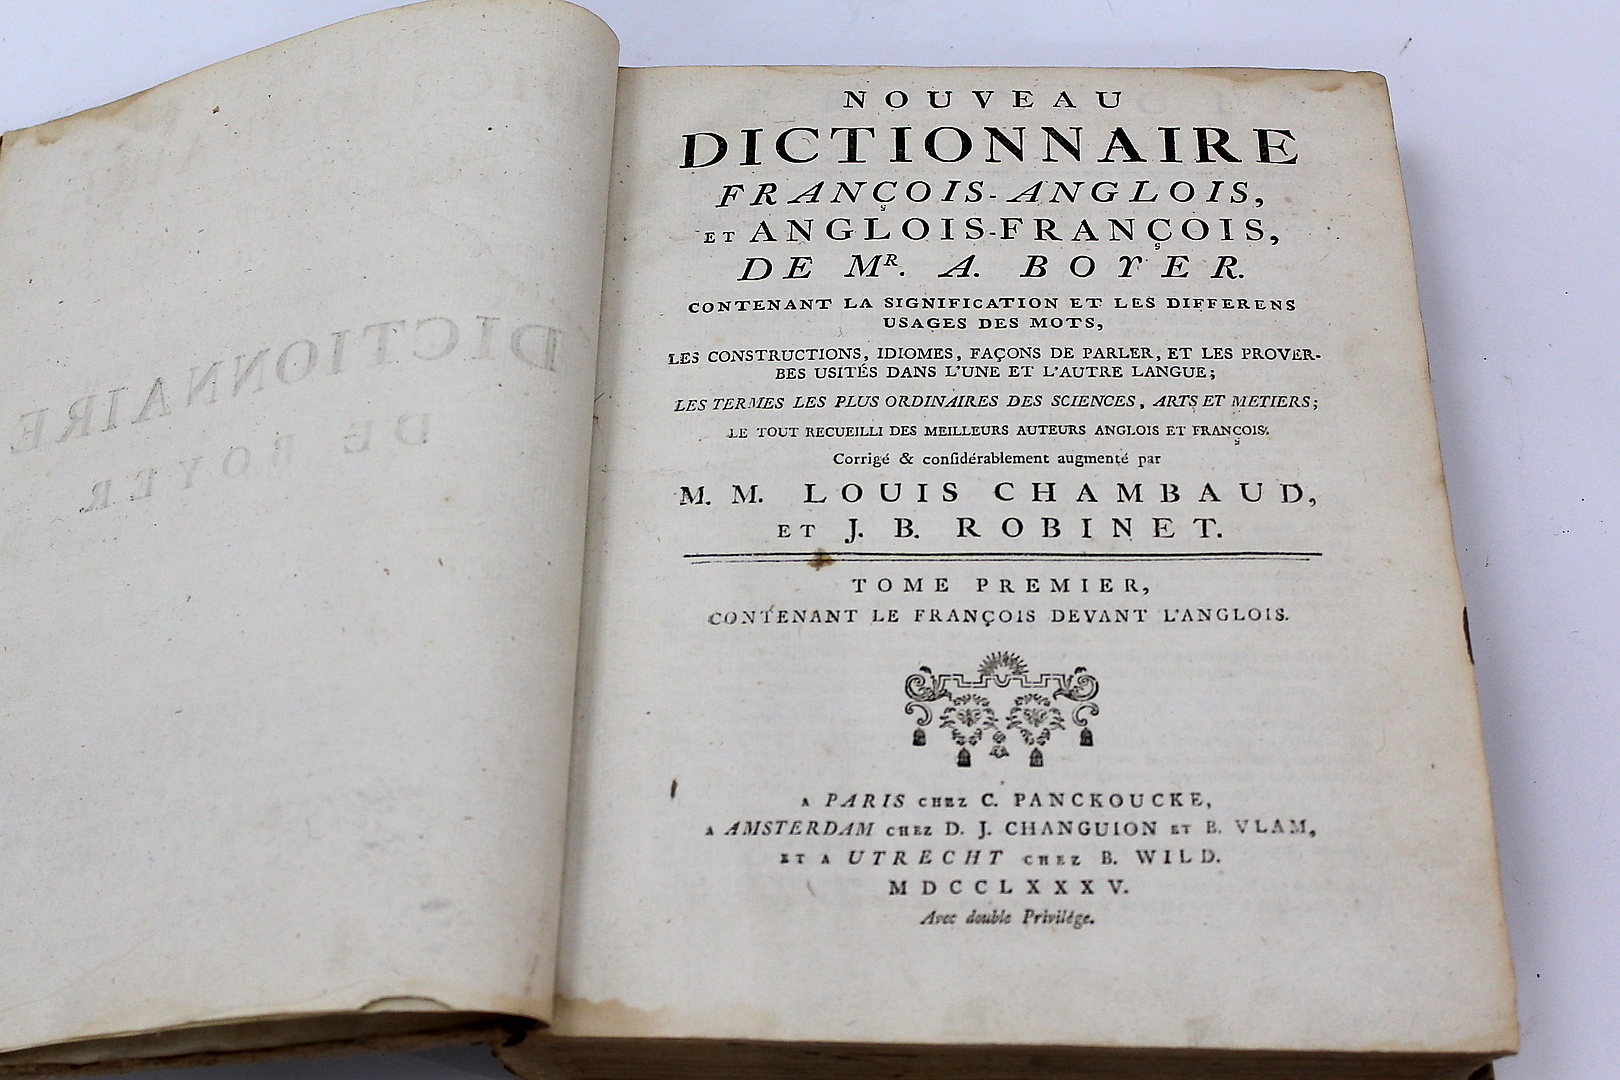 DICTIONNAIRE
DE BOYER
NOUVEAU
DICTIONNAIRE
FRANÇOIS-ANGLOIS,
ET ANGLOIS-FRANÇOIS,
DE MR. A. BOYER.
CONTENANT LA SIGNIFICATION ET LES DIFFERENS
USAGES DES MOTS,
LES CONSTRUCTIONS, IDIOMES, FAÇONS DE PARLER, ET LES PROVER-
BES USITÉS DANS L'UNE ET L'AUTRE LANGUE;
LES TERMES LES PLUS ORDINAIRES DES SCIENCES, ARTS ET METIERS;
LE TOUT RECUEILLI DES MEILLEURS AUTEURS ANGLOIS ET FRANÇOIS.
Corrigé & conſidérablement augmenté par
M. M. LOUIS CHAMBAUD,
ET J. B. ROBINET.
TOME PREMIER,
CONTENANT LE FRANÇOIS DEVANT L'ANGLOIS.
A PARIS CHEZ C. PANCKOUCKE,
A AMSTERDAM CHEZ D. J. CHANGUION ET B. VLAM,
ET A UTRECHT CHEZ B. WILD.
MDCCLXXXV.
Avec double Privilége.